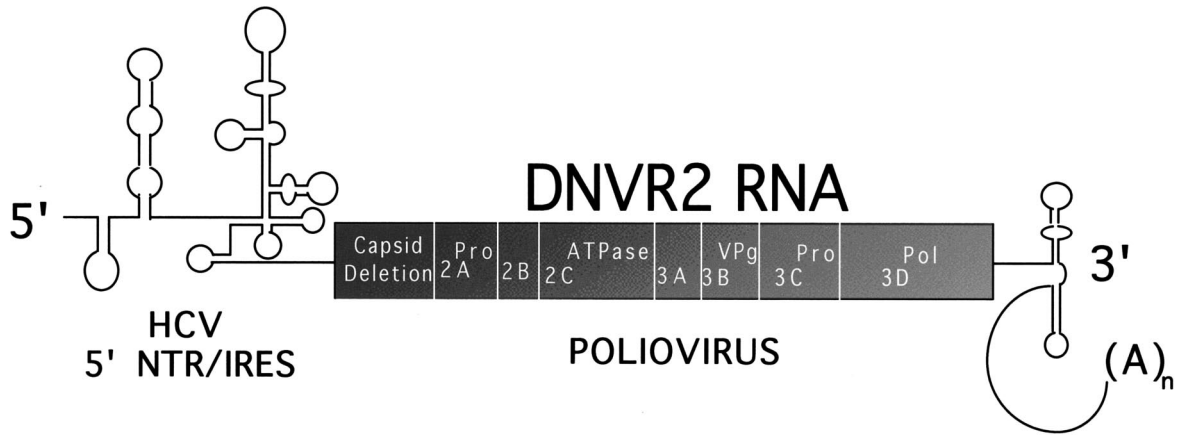 DNVR2 RNA
5'
Capsid Deletion
Pro 2A
2B
ATPase 2C
3A
VPg 3B
Pro 3C
Pol 3D
3'
HCV
5' NTR/IRES
POLIOVIRUS
(A)n